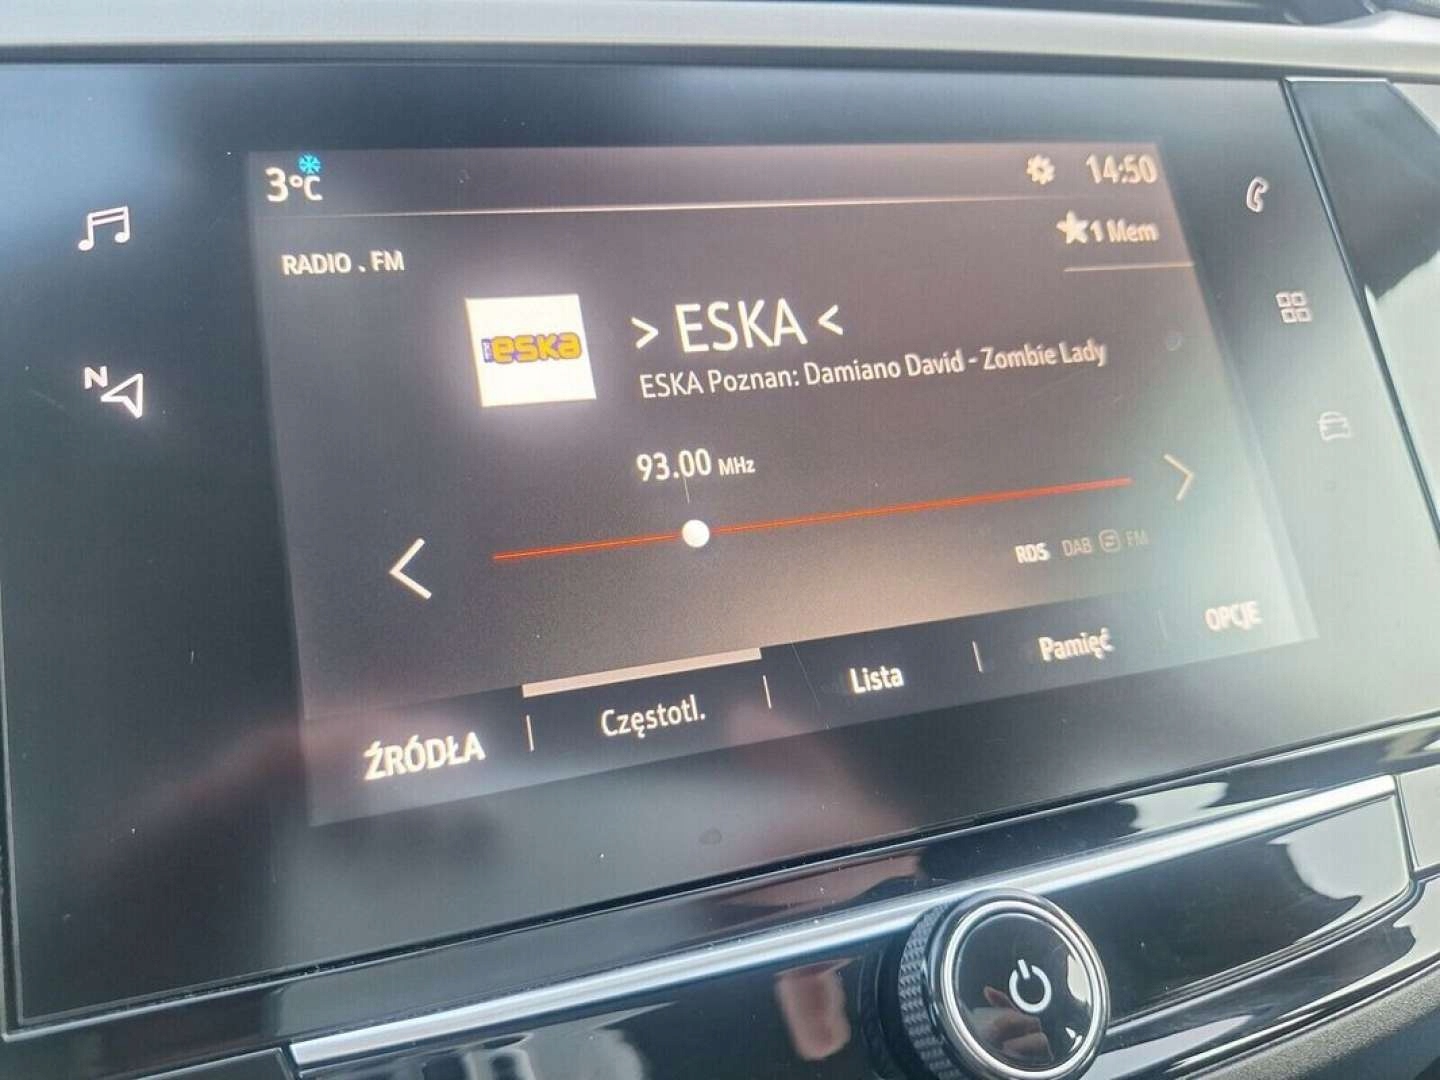 3°C
14:50
★1 Mem
RADIO . FM
eska
> ESKA <
ESKA Poznan: Damiano David - Zombie Lady
93.00 MHz
RDS DAB FM
ŹRÓDŁA | Częstotl. | Lista | Pamięć OPCJE
N